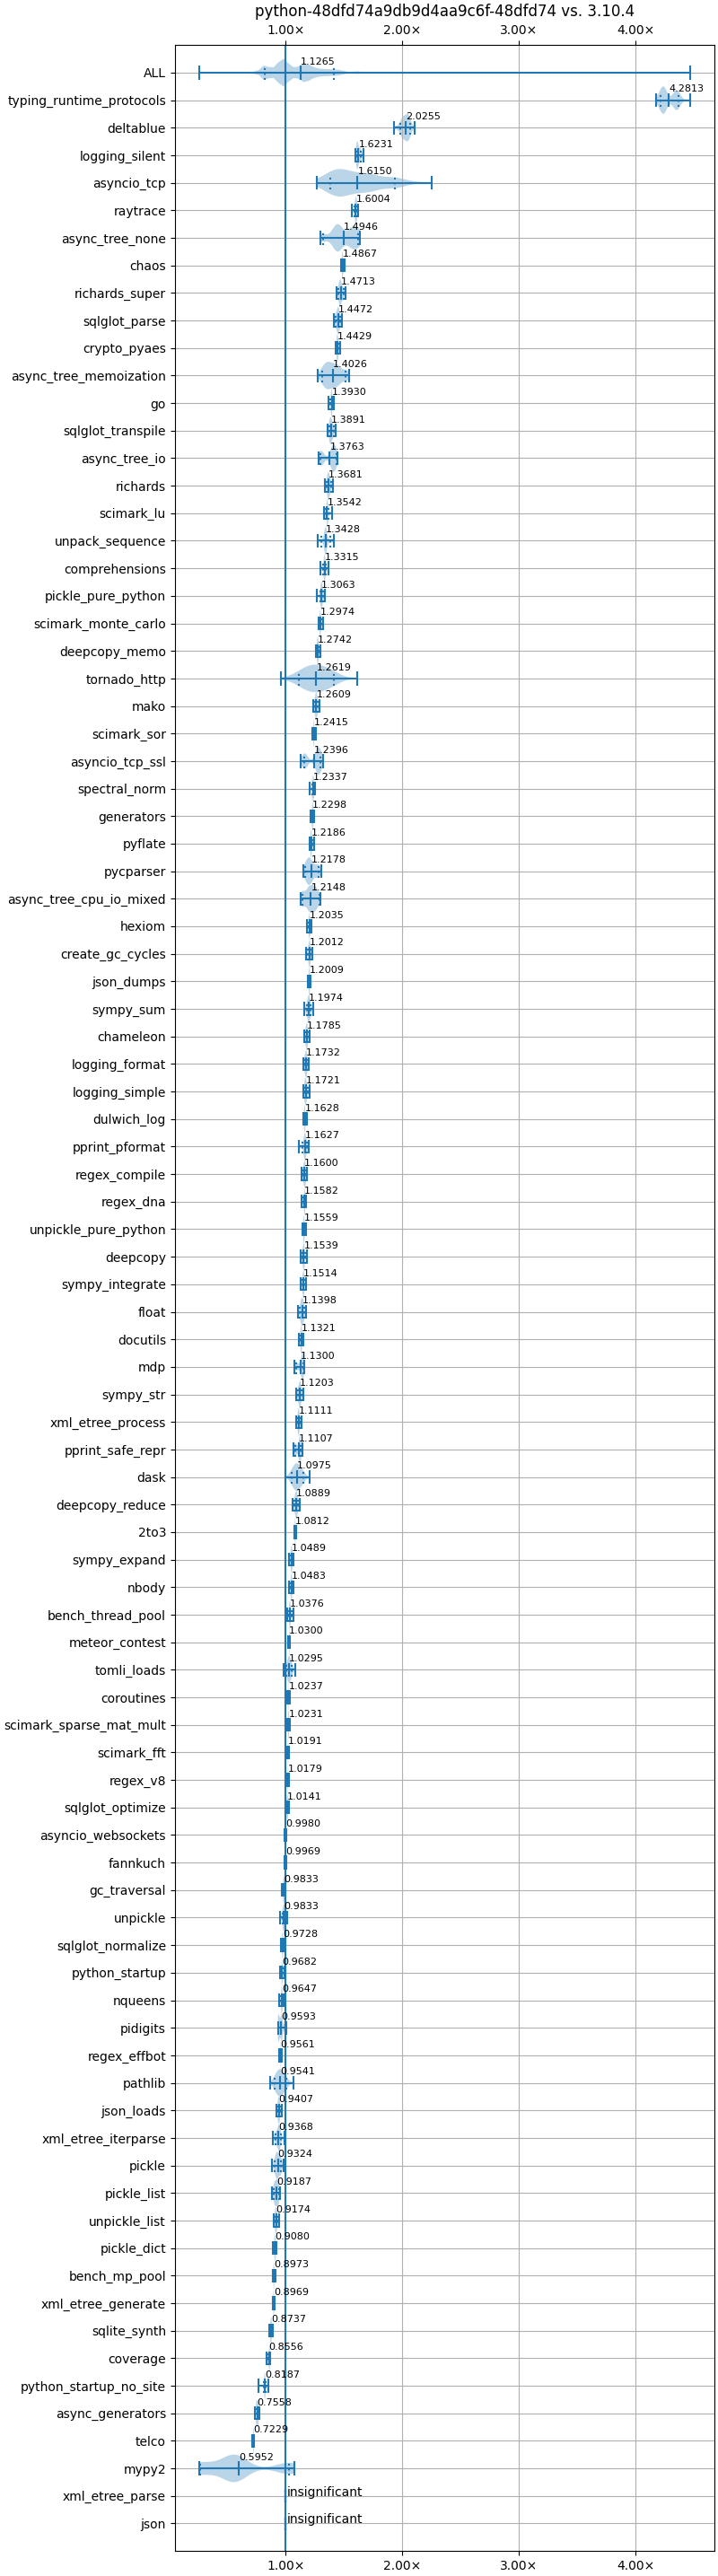 python-48dfd74a9db9d4aa9c6f-48dfd74 vs. 3.10.4
1.00× 2.00× 3.00× 4.00×
ALL 1.1265
typing_runtime_protocols 4.2813
deltablue 2.0255
logging_silent 1.6231
asyncio_tcp 1.6150
raytrace 1.6004
async_tree_none 1.4946
chaos 1.4867
richards_super 1.4713
sqlglot_parse 1.4472
crypto_pyaes 1.4429
async_tree_memoization 1.4026
go 1.3930
sqlglot_transpile 1.3891
async_tree_io 1.3763
richards 1.3681
scimark_lu 1.3542
unpack_sequence 1.3428
comprehensions 1.3315
pickle_pure_python 1.3063
scimark_monte_carlo 1.2974
deepcopy_memo 1.2742
tornado_http 1.2619
mako 1.2609
scimark_sor 1.2415
asyncio_tcp_ssl 1.2396
spectral_norm 1.2337
generators 1.2298
pyflate 1.2186
pycparser 1.2178
async_tree_cpu_io_mixed 1.2148
hexiom 1.2035
create_gc_cycles 1.2012
json_dumps 1.2009
sympy_sum 1.1974
chameleon 1.1785
logging_format 1.1732
logging_simple 1.1721
dulwich_log 1.1628
pprint_pformat 1.1627
regex_compile 1.1600
regex_dna 1.1582
unpickle_pure_python 1.1559
deepcopy 1.1539
sympy_integrate 1.1514
float 1.1398
docutils 1.1321
mdp 1.1300
sympy_str 1.1203
xml_etree_process 1.1111
pprint_safe_repr 1.1107
dask 1.0975
deepcopy_reduce 1.0889
2to3 1.0812
sympy_expand 1.0489
nbody 1.0483
bench_thread_pool 1.0376
meteor_contest 1.0300
tomli_loads 1.0295
coroutines 1.0237
scimark_sparse_mat_mult 1.0231
scimark_fft 1.0191
regex_v8 1.0179
sqlglot_optimize 1.0141
asyncio_websockets 0.9980
fannkuch 0.9969
gc_traversal 0.9833
unpickle 0.9833
sqlglot_normalize 0.9728
python_startup 0.9682
nqueens 0.9647
pidigits 0.9593
regex_effbot 0.9561
pathlib 0.9541
json_loads 0.9407
xml_etree_iterparse 0.9368
pickle 0.9324
pickle_list 0.9187
unpickle_list 0.9174
pickle_dict 0.9080
bench_mp_pool 0.8973
xml_etree_generate 0.8969
sqlite_synth 0.8737
coverage 0.8556
python_startup_no_site 0.8187
async_generators 0.7558
telco 0.7229
mypy2 0.5952
xml_etree_parse insignificant
json insignificant
1.00× 2.00× 3.00× 4.00×